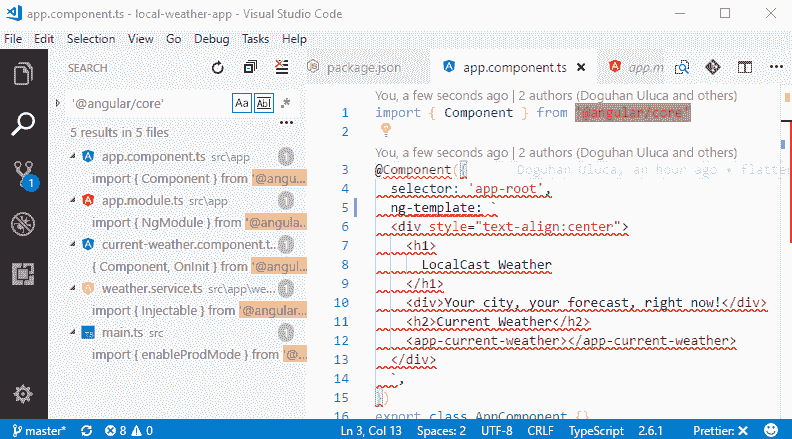 app.component.ts - local-weather-app - Visual Studio Code
File Edit Selection View Go Debug Tasks Help
SEARCH
package.json
app.component.ts
app.m
'@angular/core'
Aa
Abl
.*
5 results in 5 files
app.component.ts src\app
1
import { Component } from '@angu...
app.module.ts src\app
1
import { NgModule } from '@angular...
current-weather.component.t...
1
{ Component, OnInit } from '@angul...
weather.service.ts src\app\we...
1
import { Injectable } from '@angular...
main.ts src
1
import { enableProdMode } from '@...
1
You, a few seconds ago | 2 authors (Doguhan Uluca and others)
1 import { Component } from '@angular/core'
2
You, a few seconds ago | 2 authors (Doguhan Uluca and others)
3 @Component({ Doguhan Uluca, an hour ago • flatte
4 selector: 'app-root',
5 ng-template: `
6 <div style="text-align:center">
7 <h1>
8 LocalCast Weather
9 </h1>
10 <div>Your city, your forecast, right now!</div>
11 <h2>Current Weather</h2>
12 <app-current-weather></app-current-weather>
13 </div>
14 `,
15 })
16 export class AppComponent {}
master* 8 0 Ln 3, Col 13 Spaces: 2 UTF-8 CRLF TypeScript 2.6.1 Prettier: ✕